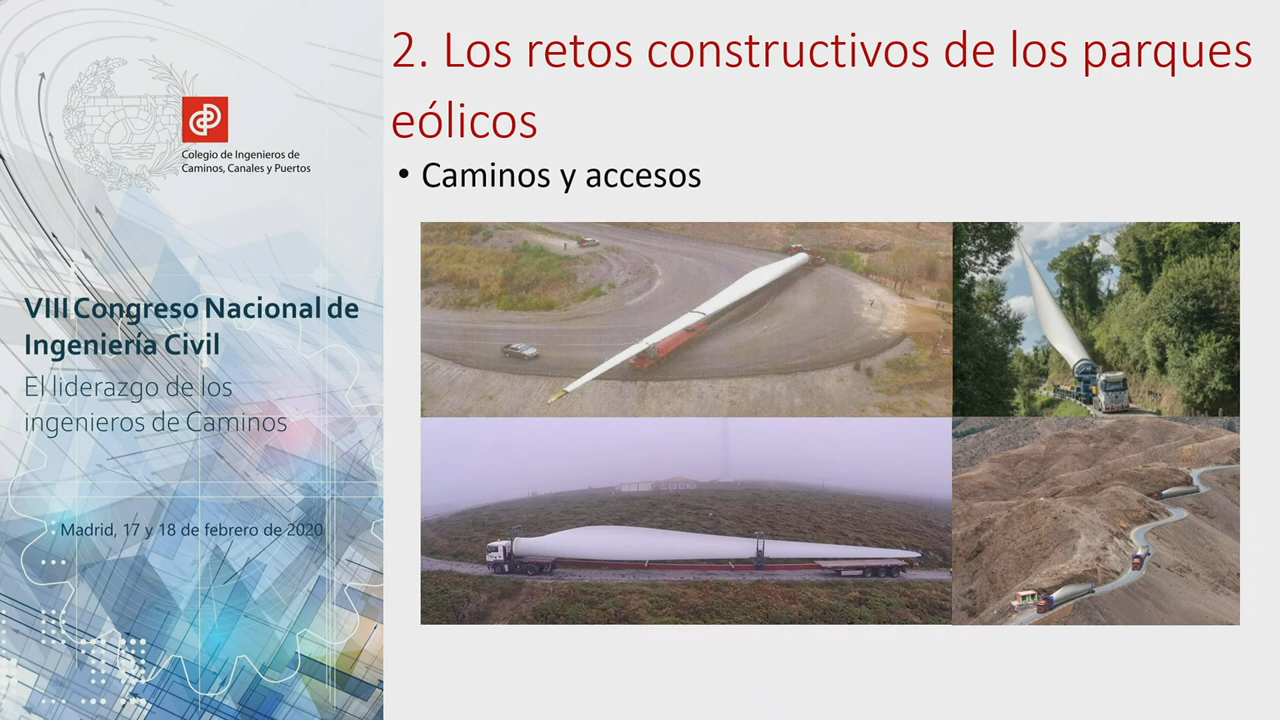 Colegio de Ingenieros de
Caminos, Canales y Puertos
VIII Congreso Nacional de
Ingeniería Civil
El liderazgo de los
ingenieros de Caminos
Madrid, 17 y 18 de febrero de 2020
2. Los retos constructivos de los parques
eólicos
• Caminos y accesos